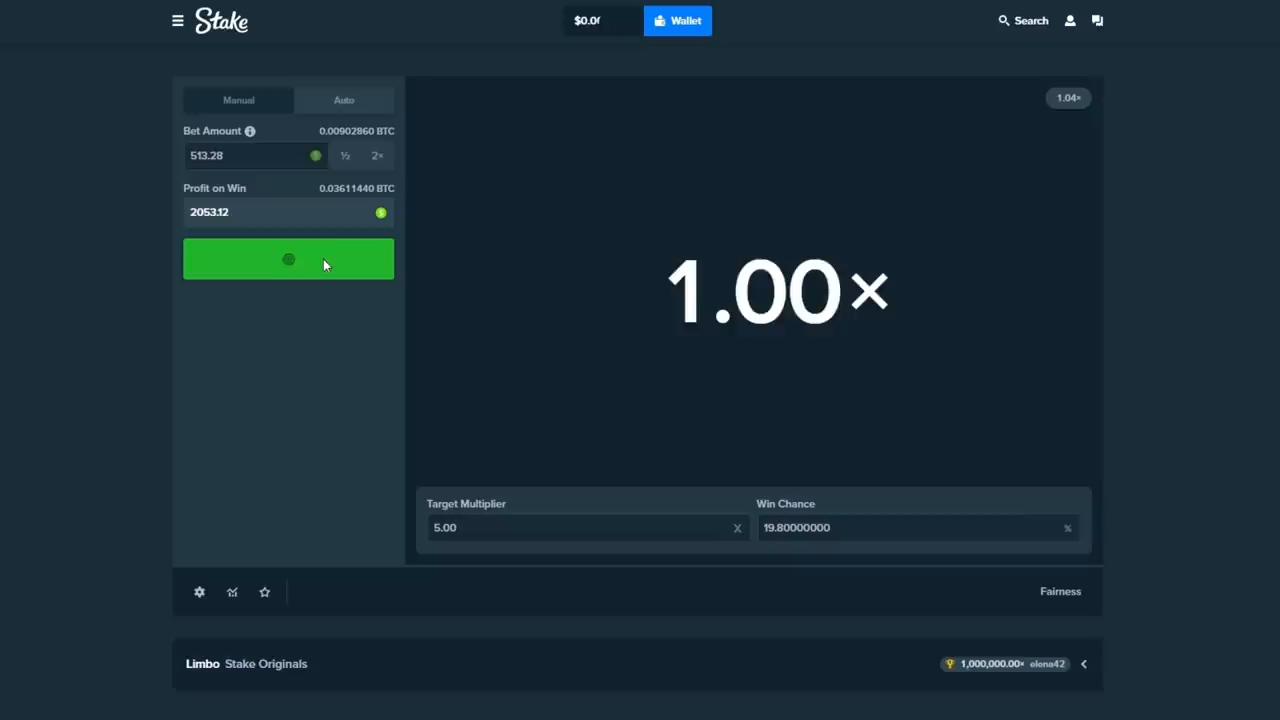 Stake
Wallet
Search
Manual Auto
1.04×
Bet Amount 0.00902860 BTC
513.28 ½ 2×
Profit on Win 0.03611440 BTC
2053.12
1.00×
Target Multiplier Win Chance
5.00 X 19.80000000 %
Fairness
Limbo Stake Originals 1,000,000.00× elena42